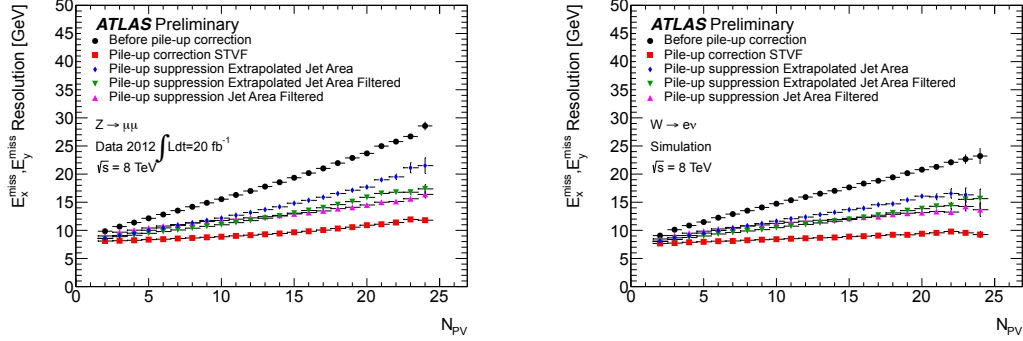 E_x^miss,E_y^miss Resolution [GeV]
50
45
40
35
30
25
20
15
10
5
0
ATLAS Preliminary
Before pile-up correction
Pile-up correction STVF
Pile-up suppression Extrapolated Jet Area
Pile-up suppression Extrapolated Jet Area Filtered
Pile-up suppression Jet Area Filtered
Z → μμ
Data 2012 ∫Ldt=20 fb⁻¹
√s = 8 TeV
0 5 10 15 20 25
N_PV
E_x^miss,E_y^miss Resolution [GeV]
50
45
40
35
30
25
20
15
10
5
0
ATLAS Preliminary
Before pile-up correction
Pile-up correction STVF
Pile-up suppression Extrapolated Jet Area
Pile-up suppression Extrapolated Jet Area Filtered
Pile-up suppression Jet Area Filtered
W → eν
Simulation
√s = 8 TeV
0 5 10 15 20 25
N_PV